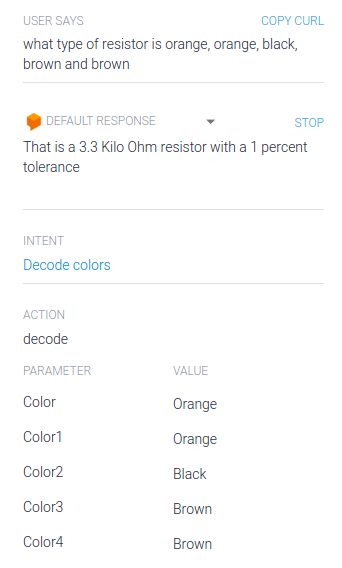 USER SAYS COPY CURL
what type of resistor is orange, orange, black,
brown and brown
DEFAULT RESPONSE STOP
That is a 3.3 Kilo Ohm resistor with a 1 percent
tolerance
INTENT
Decode colors
ACTION
decode
PARAMETER VALUE
Color Orange
Color1 Orange
Color2 Black
Color3 Brown
Color4 Brown